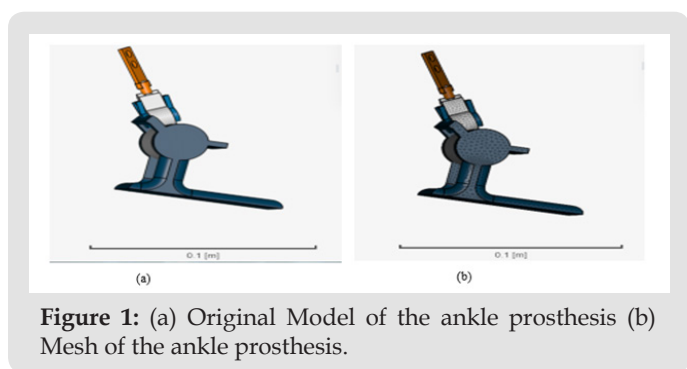 0.1 [m]
0.1 [m]
(a)
(b)
Figure 1: (a) Original Model of the ankle prosthesis (b)
Mesh of the ankle prosthesis.